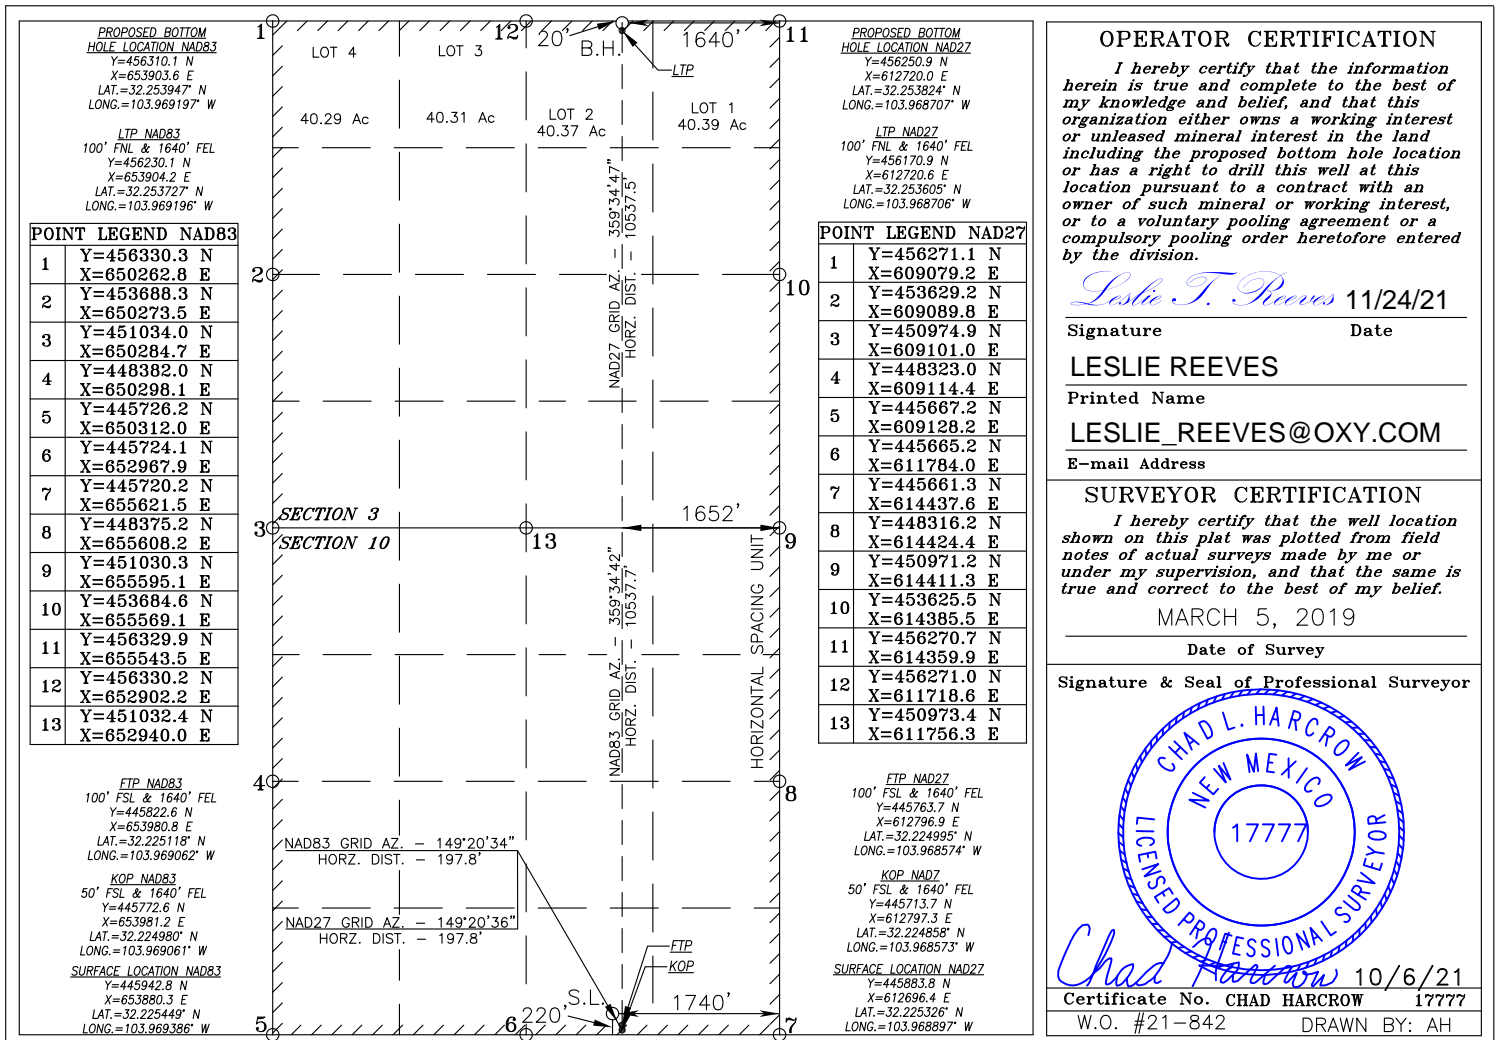 PROPOSED BOTTOM
HOLE LOCATION NAD83
Y=456310.1 N
X=653903.6 E
LAT.=32.253947° N
LONG.=103.969197° W
LTP NAD83
100' FNL & 1640' FEL
Y=456230.1 N
X=653904.2 E
LAT.=32.253727° N
LONG.=103.969196° W
POINT LEGEND NAD83
1 Y=456330.3 N
X=650262.8 E
2 Y=453688.3 N
X=650273.5 E
3 Y=451034.0 N
X=650284.7 E
4 Y=448382.0 N
X=650298.1 E
5 Y=445726.2 N
X=650312.0 E
6 Y=445724.1 N
X=652967.9 E
7 Y=445720.2 N
X=655621.5 E
8 Y=448375.2 N
X=655608.2 E
9 Y=451030.3 N
X=655595.1 E
10 Y=453684.6 N
X=655569.1 E
11 Y=456329.9 N
X=655543.5 E
12 Y=456330.2 N
X=652902.2 E
13 Y=451032.4 N
X=652940.0 E
FTP NAD83
100' FSL & 1640' FEL
Y=445822.6 N
X=653980.8 E
LAT.=32.225118° N
LONG.=103.969062° W
KOP NAD83
50' FSL & 1640' FEL
Y=445772.6 N
X=653981.2 E
LAT.=32.224980° N
LONG.=103.969061° W
SURFACE LOCATION NAD83
Y=445942.8 N
X=653880.3 E
LAT.=32.225449° N
LONG.=103.969386° W
1
12
20'
B.H.
1640'
11
LTP
LOT 4
LOT 3
LOT 2
LOT 1
40.29 Ac
40.31 Ac
40.37 Ac
40.39 Ac
NAD27 GRID AZ. - 359°34'47"
HORZ. DIST. - 10537.5'
2
10
SECTION 3
SECTION 10
3
13
1652'
9
NAD83 GRID AZ. - 359°34'42"
HORZ. DIST. - 10537.7'
HORIZONTAL SPACING UNIT
4
8
NAD83 GRID AZ. - 149°20'34"
HORZ. DIST. - 197.8'
NAD27 GRID AZ. - 149°20'36"
HORZ. DIST. - 197.8'
FTP
KOP
S.L.
220'
1740'
5
6
7
PROPOSED BOTTOM
HOLE LOCATION NAD27
Y=456250.9 N
X=612720.0 E
LAT.=32.253824° N
LONG.=103.968707° W
LTP NAD27
100' FNL & 1640' FEL
Y=456170.9 N
X=612720.6 E
LAT.=32.253605° N
LONG.=103.968706° W
POINT LEGEND NAD27
1 Y=456271.1 N
X=609079.2 E
2 Y=453629.2 N
X=609089.8 E
3 Y=450974.9 N
X=609101.0 E
4 Y=448323.0 N
X=609114.4 E
5 Y=445667.2 N
X=609128.2 E
6 Y=445665.2 N
X=611784.0 E
7 Y=445661.3 N
X=614437.6 E
8 Y=448316.2 N
X=614424.4 E
9 Y=450971.2 N
X=614411.3 E
10 Y=453625.5 N
X=614385.5 E
11 Y=456270.7 N
X=614359.9 E
12 Y=456271.0 N
X=611718.6 E
13 Y=450973.4 N
X=611756.3 E
FTP NAD27
100' FSL & 1640' FEL
Y=445763.7 N
X=612796.9 E
LAT.=32.224995° N
LONG.=103.968574° W
KOP NAD7
50' FSL & 1640' FEL
Y=445713.7 N
X=612797.3 E
LAT.=32.224858° N
LONG.=103.968573° W
SURFACE LOCATION NAD27
Y=445883.8 N
X=612696.4 E
LAT.=32.225326° N
LONG.=103.968897° W
OPERATOR CERTIFICATION
I hereby certify that the information
herein is true and complete to the best of
my knowledge and belief, and that this
organization either owns a working interest
or unleased mineral interest in the land
including the proposed bottom hole location
or has a right to drill this well at this
location pursuant to a contract with an
owner of such mineral or working interest,
or to a voluntary pooling agreement or a
compulsory pooling order heretofore entered
by the division.
Leslie T. Reeves 11/24/21
Signature Date
LESLIE REEVES
Printed Name
LESLIE_REEVES@OXY.COM
E-mail Address
SURVEYOR CERTIFICATION
I hereby certify that the well location
shown on this plat was plotted from field
notes of actual surveys made by me or
under my supervision, and that the same is
true and correct to the best of my belief.
MARCH 5, 2019
Date of Survey
Signature & Seal of Professional Surveyor
CHAD L. HARCROW
NEW MEXICO
17777
LICENSED PROFESSIONAL SURVEYOR
Chad Harcrow 10/6/21
Certificate No. CHAD HARCROW 17777
W.O. #21-842 DRAWN BY: AH